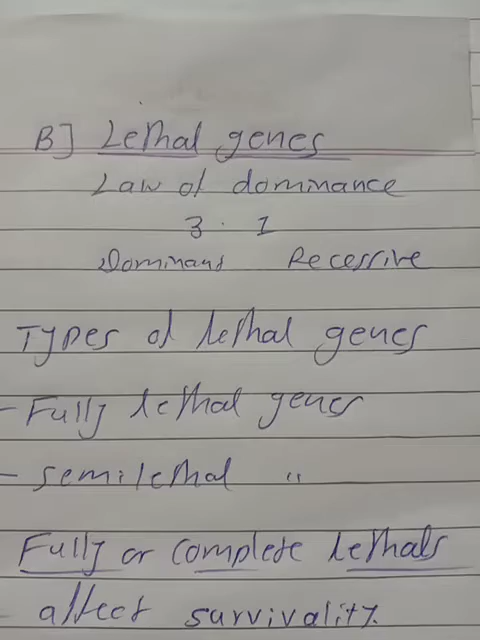 B] Lethal genes
Law of dominance
3 : 1
Dominant Recessive
Types of lethal genes
- Fully lethal genes
- semilethal "
Fully or complete lethals
- affect survivality.